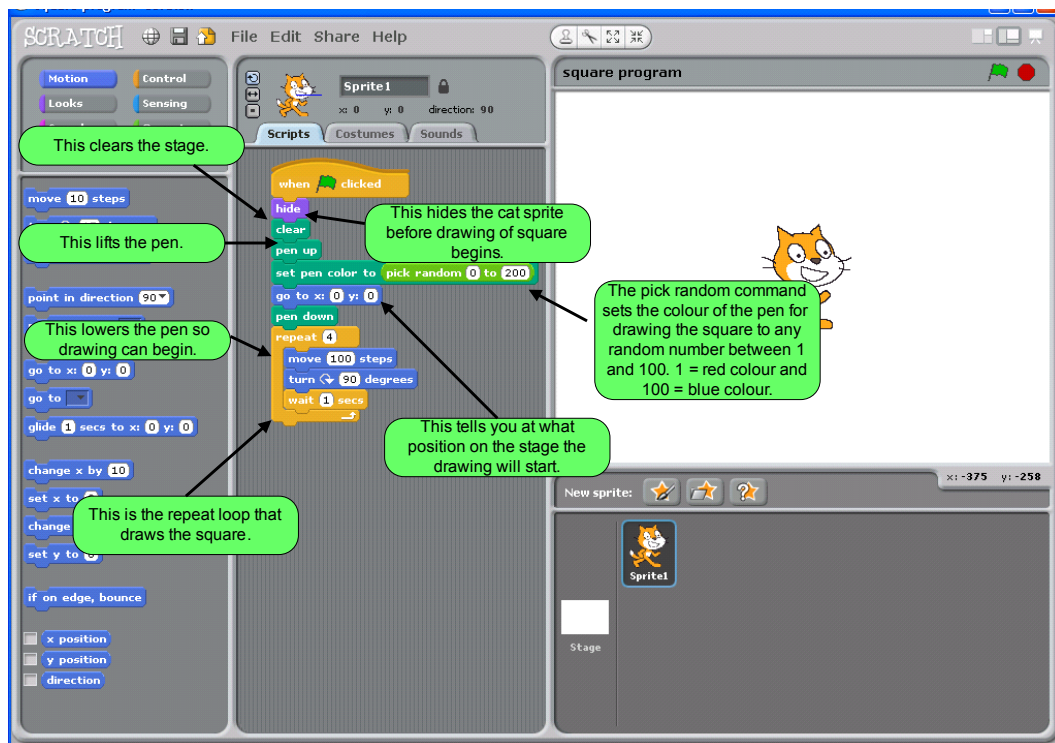 SCRATCH File Edit Share Help
Motion Control
Looks Sensing
Sprite1
x: 0 y: 0 direction: 90
Scripts Costumes Sounds
square program
This clears the stage.
This lifts the pen.
This lowers the pen so
drawing can begin.
This is the repeat loop that
draws the square.
This hides the cat sprite
before drawing of square
begins.
The pick random command
sets the colour of the pen for
drawing the square to any
random number between 1
and 100. 1 = red colour and
100 = blue colour.
This tells you at what
position on the stage the
drawing will start.
move 10 steps
point in direction 90
go to x: 0 y: 0
go to
glide 1 secs to x: 0 y: 0
change x by 10
set x to
change
set y to
if on edge, bounce
x position
y position
direction
when clicked
hide
clear
pen up
set pen color to pick random 0 to 200
go to x: 0 y: 0
pen down
repeat 4
move 100 steps
turn 90 degrees
wait 1 secs
x: -375 y: -258
New sprite:
Sprite1
Stage